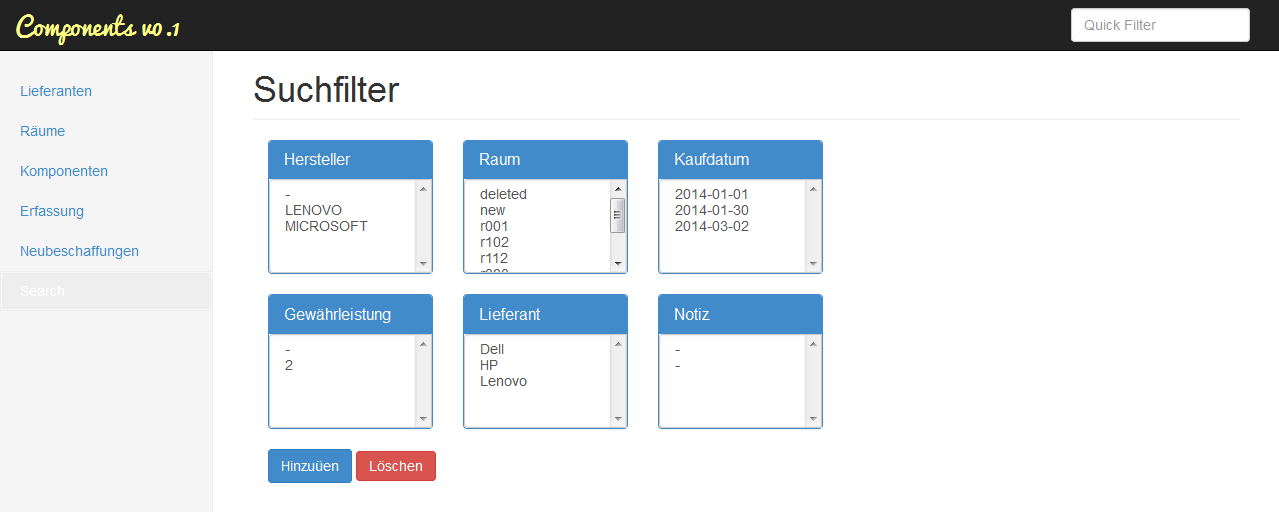 Components v0.1
Quick Filter
Lieferanten
Räume
Komponenten
Erfassung
Neubeschaffungen
Search
Suchfilter
Hersteller
-
LENOVO
MICROSOFT
Raum
deleted
new
r001
r102
r112
Kaufdatum
2014-01-01
2014-01-30
2014-03-02
Gewährleistung
-
2
Lieferant
Dell
HP
Lenovo
Notiz
-
-
Hinzuüen
Löschen